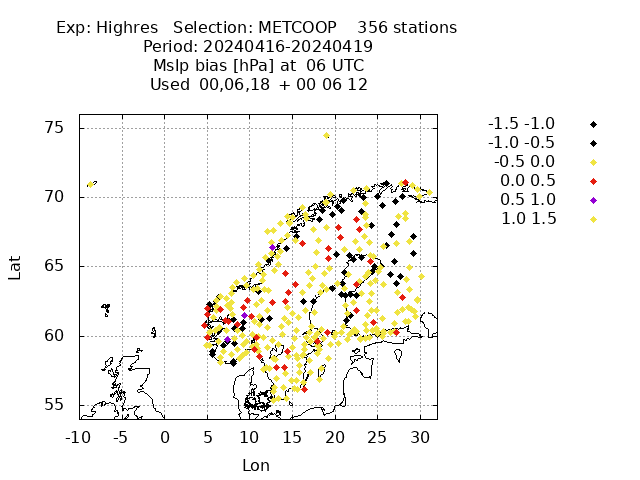 Exp: Highres Selection: METCOOP 356 stations
Period: 20240416-20240419
Mslp bias [hPa] at 06 UTC
Used 00,06,18 + 00 06 12
-1.5 -1.0
-1.0 -0.5
-0.5 0.0
0.0 0.5
0.5 1.0
1.0 1.5
75
70
65
60
55
Lat
-10 -5 0 5 10 15 20 25 30
Lon